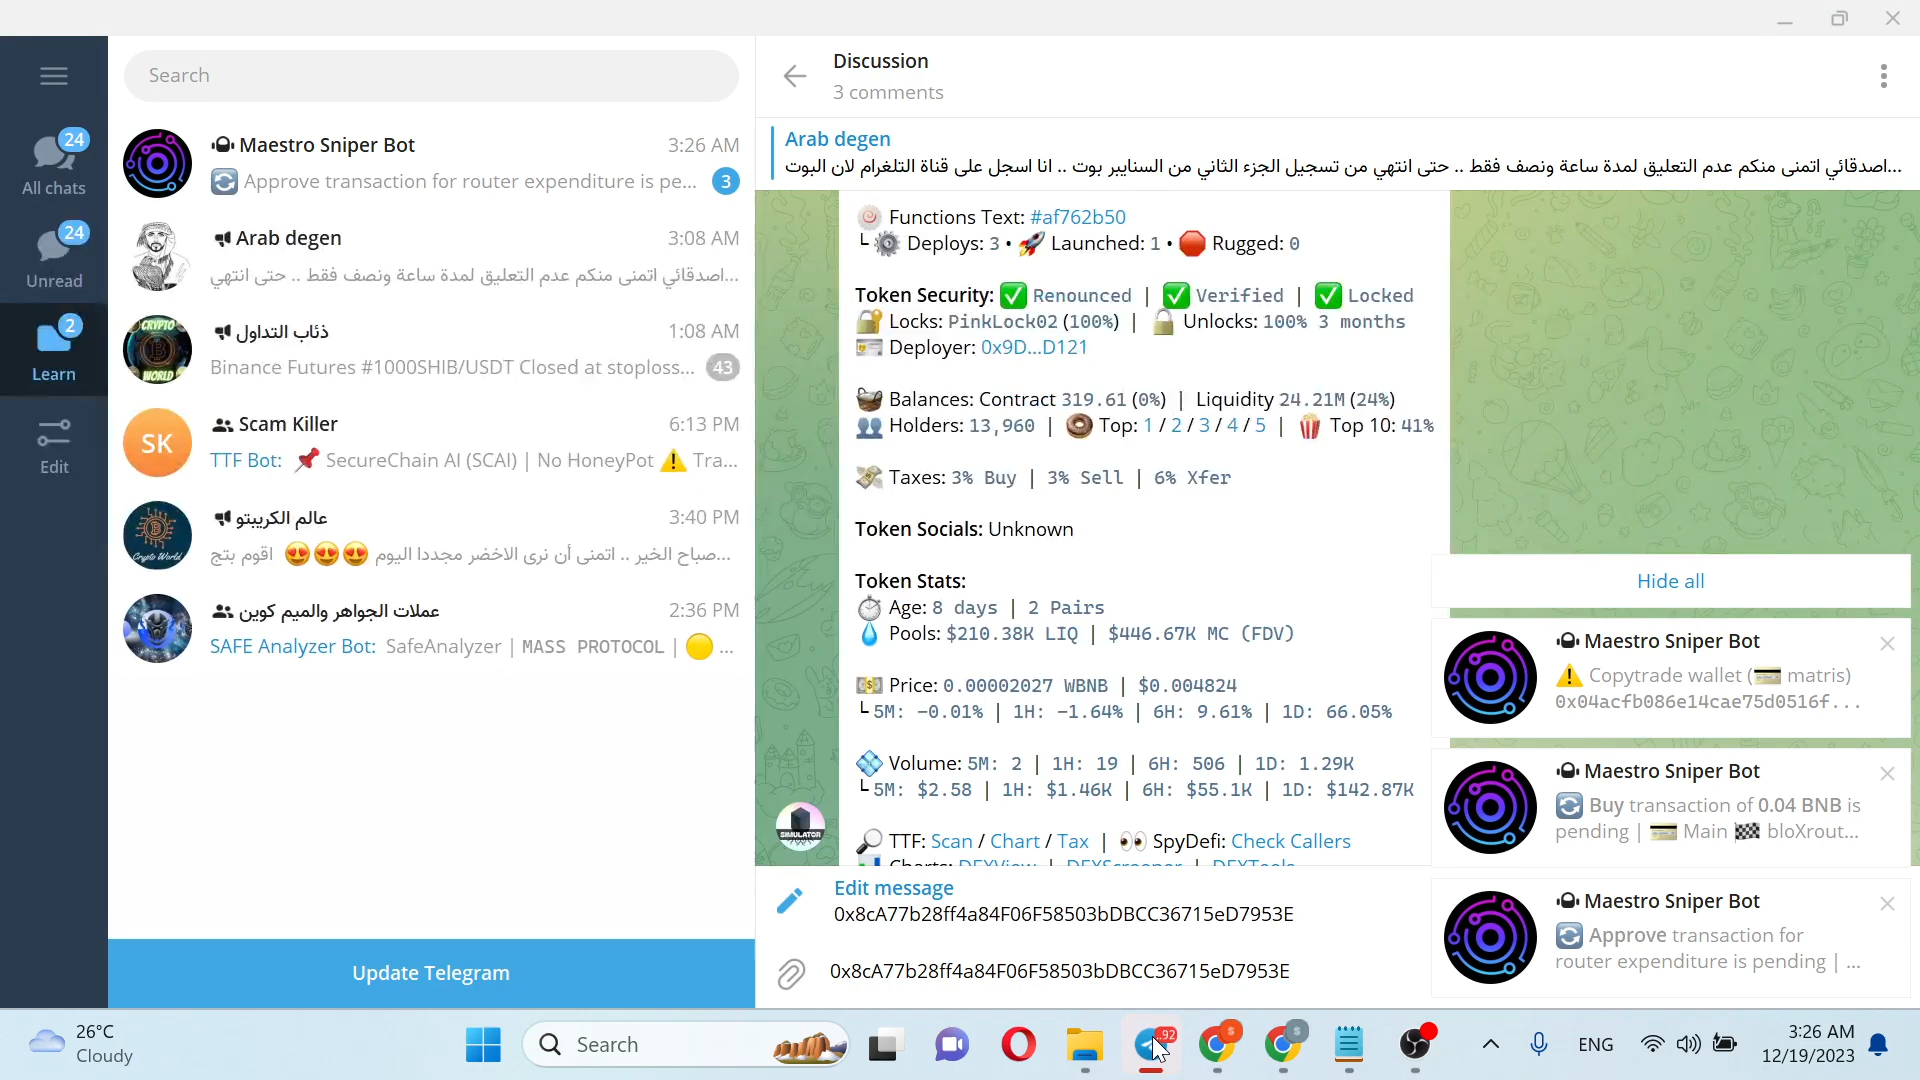 Search
24
All chats
24
Unread
2
Learn
Edit
Maestro Sniper Bot
3:26 AM
Approve transaction for router expenditure is pe...
3
Arab degen
3:08 AM
اصدقائي اتمنى منكم عدم التعليق لمدة ساعة ونصف فقط .. حتى انتهي...
ذئاب التداول
1:08 AM
Binance Futures #1000SHIB/USDT Closed at stoploss...
43
SK
Scam Killer
6:13 PM
TTF Bot: 📌 SecureChain AI (SCAI) | No HoneyPot ⚠️ Tra...
عالم الكريبتو
3:40 PM
صباح الخير .. اتمنى أن نرى الاخضر مجددا اليوم 😍😍😍 اقوم بتج...
عملات الجواهر والميم كوين
2:36 PM
SAFE Analyzer Bot: SafeAnalyzer | MASS PROTOCOL | 🟡 ...
Update Telegram
Discussion
3 comments
Arab degen
اصدقائي اتمنى منكم عدم التعليق لمدة ساعة ونصف فقط .. حتى انتهي من تسجيل الجزء الثاني من السنايبر بوت .. انا اسجل على قناة التلغرام لان البوت...
Functions Text: #af762b50
└ Deploys: 3 • 🚀 Launched: 1 • 🛑 Rugged: 0
Token Security: ✅ Renounced | ✅ Verified | ✅ Locked
Locks: PinkLock02 (100%) | Unlocks: 100% 3 months
Deployer: 0x9D...D121
Balances: Contract 319.61 (0%) | Liquidity 24.21M (24%)
Holders: 13,960 | Top: 1 / 2 / 3 / 4 / 5 | Top 10: 41%
Taxes: 3% Buy | 3% Sell | 6% Xfer
Token Socials: Unknown
Token Stats:
Age: 8 days | 2 Pairs
Pools: $210.38K LIQ | $446.67K MC (FDV)
Price: 0.00002027 WBNB | $0.004824
└ 5M: -0.01% | 1H: -1.64% | 6H: 9.61% | 1D: 66.05%
Volume: 5M: 2 | 1H: 19 | 6H: 506 | 1D: 1.29K
└ 5M: $2.58 | 1H: $1.46K | 6H: $55.1K | 1D: $142.87K
SIMULATOR
TTF: Scan / Chart / Tax | 👀 SpyDefi: Check Callers
Charts: DEXView | DEXScreener | DEXTools
Edit message
0x8cA77b28ff4a84F06F58503bDBCC36715eD7953E
0x8cA77b28ff4a84F06F58503bDBCC36715eD7953E
Hide all
Maestro Sniper Bot
⚠️ Copytrade wallet (💳 matris)
0x04acfb086e14cae75d0516f...
Maestro Sniper Bot
Buy transaction of 0.04 BNB is
pending | 💳 Main 🏁 bloXrout...
Maestro Sniper Bot
Approve transaction for
router expenditure is pending | ...
26°C
Cloudy
Search
..92
S
S
ENG
3:26 AM
12/19/2023
CRYPTO
WORLD
Crypto World